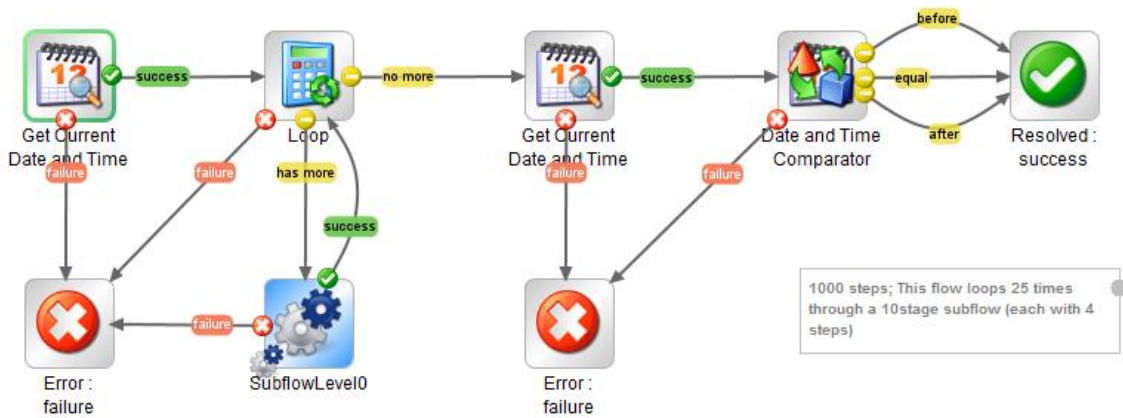 before
success
no more
success
equal
after
Get Current
Date and Time
Loop
Get Current
Date and Time
Date and Time
Comparator
Resolved :
success
failure
failure
has more
failure
failure
success
1000 steps; This flow loops 25 times
through a 10stage subflow (each with 4
steps)
failure
Error :
failure
SubflowLevel0
Error :
failure